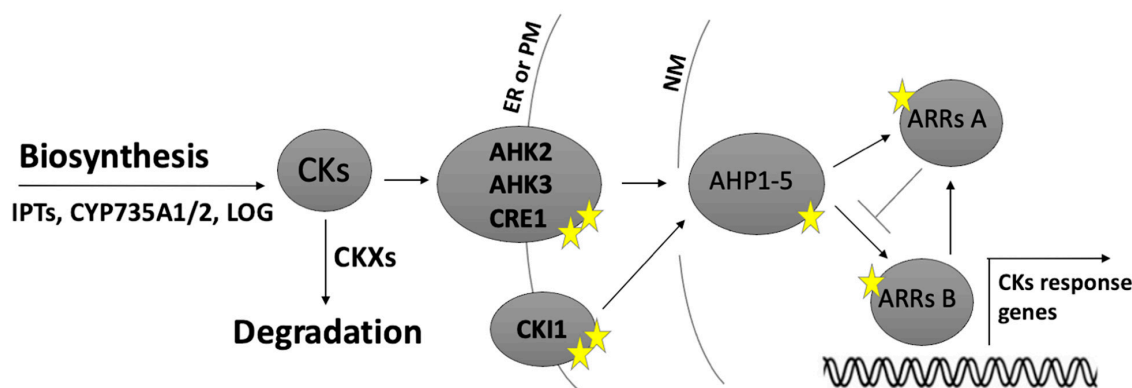 Biosynthesis
IPTs, CYP735A1/2, LOG
CKs
CKXs
Degradation
ER or PM
AHK2
AHK3
CRE1
CKI1
NM
AHP1-5
ARRs A
ARRs B
CKs response
genes